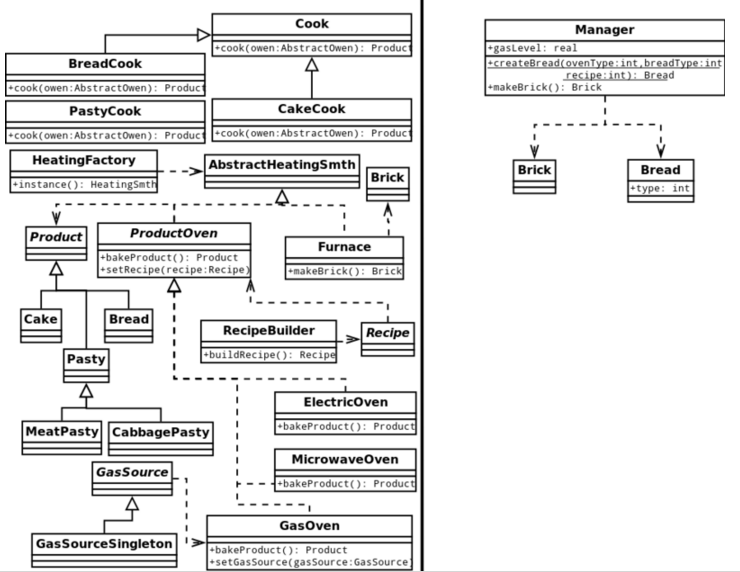 Cook
+cook(owen:AbstractOwen): Product
BreadCook
+cook(owen:AbstractOwen): Product
PastyCook
+cook(owen:AbstractOwen): Product
CakeCook
+cook(owen:AbstractOwen): Product
HeatingFactory
+instance(): HeatingSmth
AbstractHeatingSmth
Brick
Product
ProductOven
+bakeProduct(): Product
+setRecipe(recipe:Recipe)
Furnace
+makeBrick(): Brick
Cake
Bread
Pasty
RecipeBuilder
+buildRecipe(): Recipe
Recipe
MeatPasty
CabbagePasty
ElectricOven
+bakeProduct(): Product
MicrowaveOven
+bakeProduct(): Product
GasSource
GasSourceSingleton
GasOven
+bakeProduct(): Product
+setGasSource(gasSource:GasSource)
Manager
+gasLevel: real
+createBread(ovenType:int,breadType:int
recipe:int): Bread
+makeBrick(): Brick
Brick
Bread
+type: int